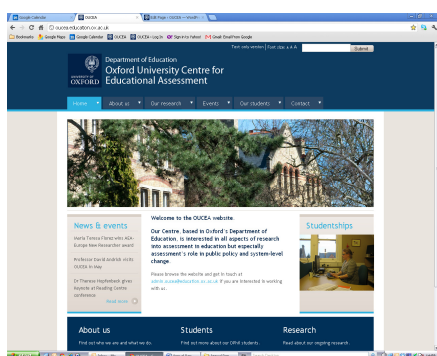 Google Calendar
OUCEA
Edit Page ‹ OUCEA — WordPr
oucea.education.ox.ac.uk
Bookmarks Google Maps Google Calendar OUCEA OUCEA › Log In Sign in to Yahoo! Gmail: Email from Google
Text only version | Font size: A A A
Submit
UNIVERSITY OF
OXFORD
Department of Education
Oxford University Centre for
Educational Assessment
Home About us Our research Events Our students Contact
News & events
Maria Teresa Florez wins AEA-
Europe New Researcher award
Professor David Andrich visits
OUCEA in May
Dr Therese Hopfenbeck gives
keynote at Reading Centre
conference
Read more
Welcome to the OUCEA website.
Our Centre, based in Oxford's Department of
Education, is interested in all aspects of research
into assessment in education but especially
assessment's role in public policy and system-level
change.
Please browse the website and get in touch at
admin.oucea@education.ox.ac.uk if you are interested in working
with us.
Studentships
About us
Find out who we are and what we do.
Students
Find out more about our DPhil students.
Research
Read about our ongoing research.